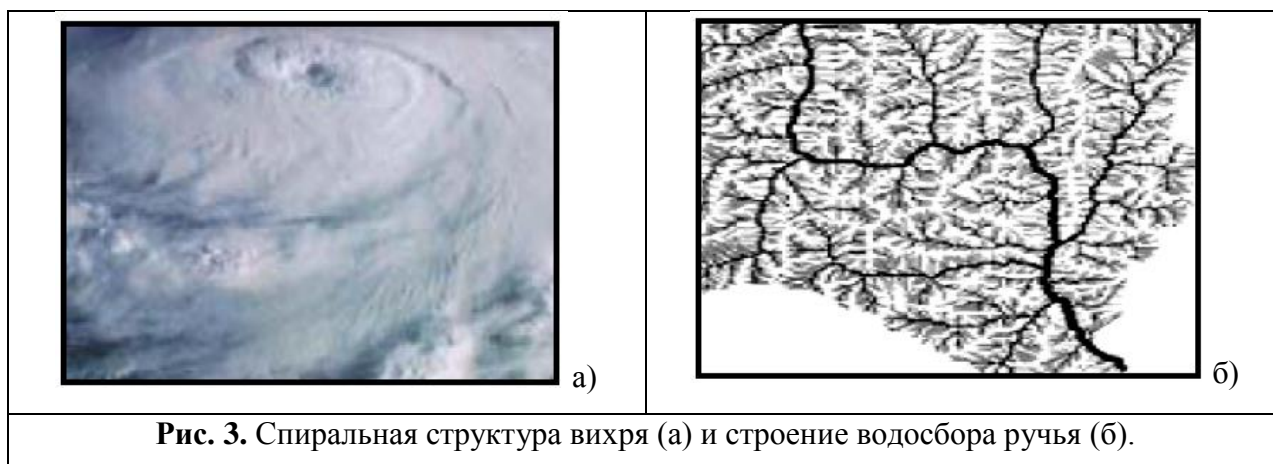 а)
б)
Рис. 3. Спиральная структура вихря (а) и строение водосбора ручья (б).